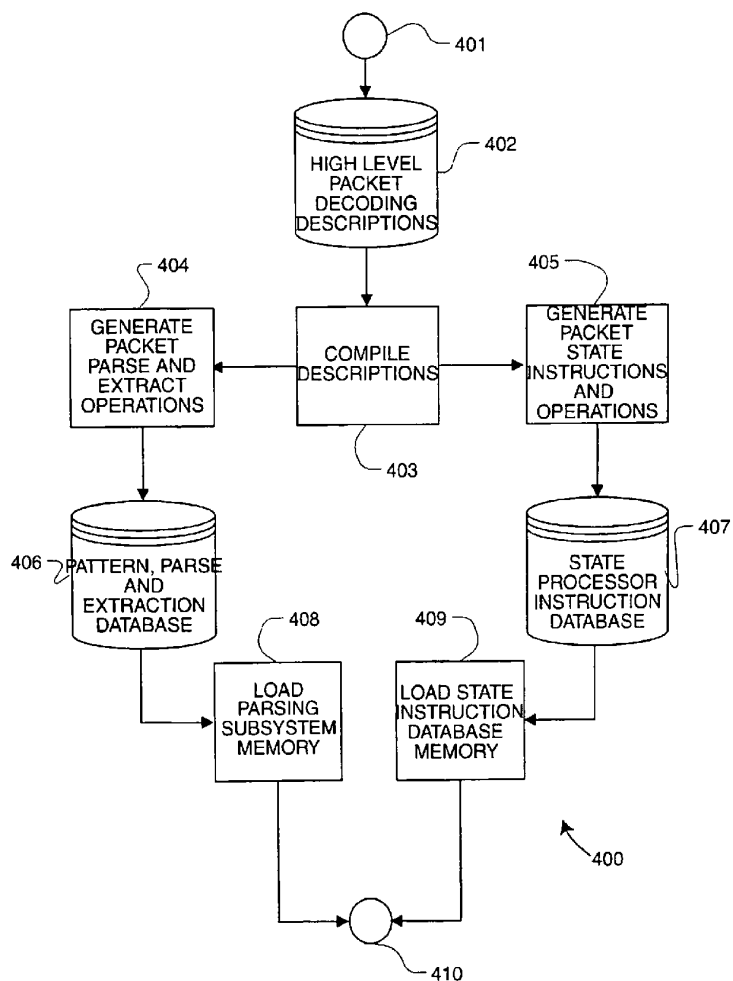 401
402
HIGH LEVEL
PACKET
DECODING
DESCRIPTIONS
404
405
GENERATE
PACKET
PARSE AND
EXTRACT
OPERATIONS
COMPILE
DESCRIPTIONS
GENERATE
PACKET
STATE
INSTRUCTIONS
AND
OPERATIONS
403
406
PATTERN, PARSE
AND
EXTRACTION
DATABASE
407
STATE
PROCESSOR
INSTRUCTION
DATABASE
408
409
LOAD
PARSING
SUBSYSTEM
MEMORY
LOAD STATE
INSTRUCTION
DATABASE
MEMORY
400
410